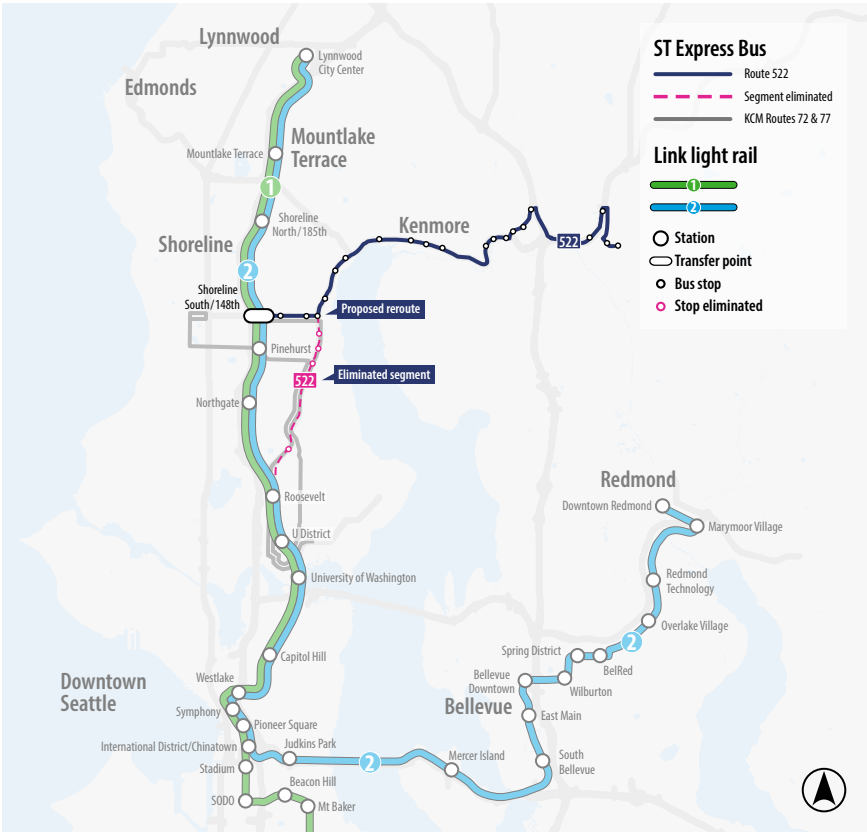 Lynnwood
Lynnwood
City Center
Edmonds
Mountlake
Terrace
Mountlake Terrace
1
Shoreline
North/185th
Kenmore
Shoreline
2
522
Shoreline
South/148th
Proposed reroute
Pinehurst
522
Eliminated segment
Northgate
Roosevelt
U District
University of Washington
Redmond
Downtown Redmond
Marymoor Village
Redmond
Technology
Overlake Village
2
Spring District
BelRed
Capitol Hill
Bellevue
Downtown
Wilburton
Bellevue
East Main
Downtown
Seattle
Westlake
Symphony
Pioneer Square
International District/Chinatown
Judkins Park
2
Mercer Island
South
Bellevue
Stadium
Beacon Hill
SODO
Mt Baker
ST Express Bus
Route 522
Segment eliminated
KCM Routes 72 & 77
Link light rail
1
2
Station
Transfer point
Bus stop
Stop eliminated